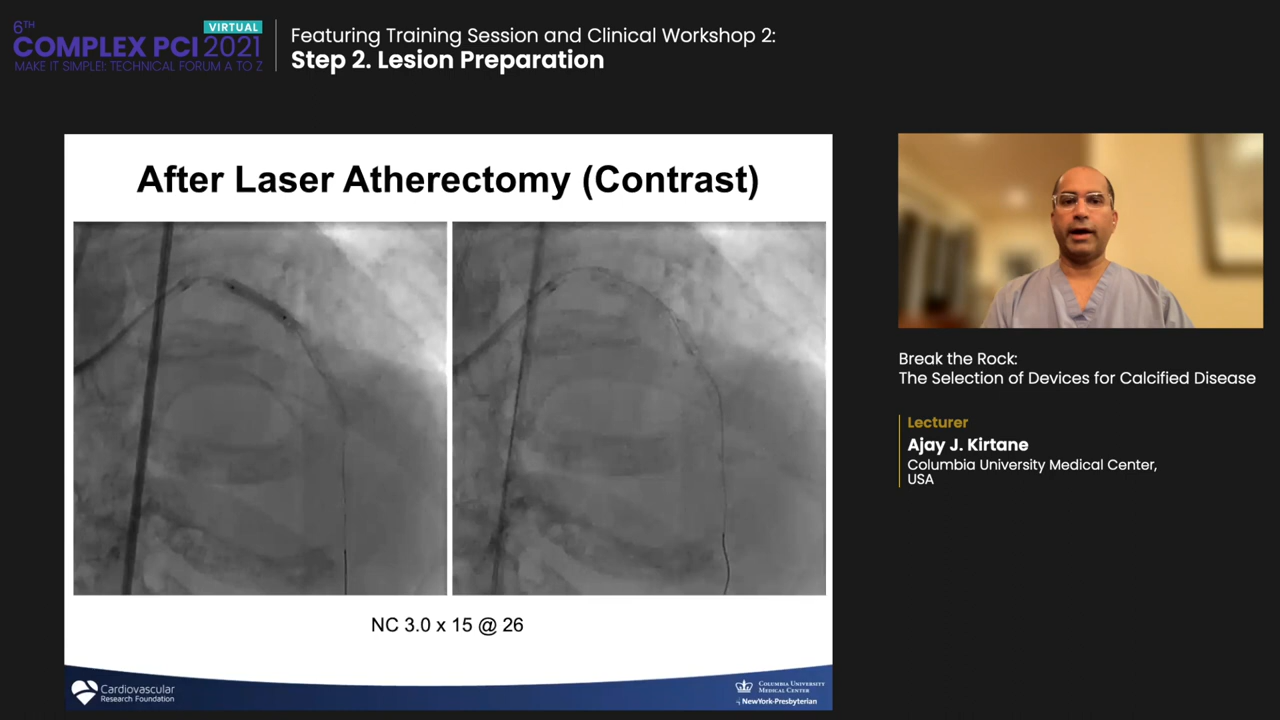 6TH
VIRTUAL
COMPLEX PCI 2021
MAKE IT SIMPLE!: TECHNICAL FORUM A TO Z
Featuring Training Session and Clinical Workshop 2:
Step 2. Lesion Preparation
After Laser Atherectomy (Contrast)
NC 3.0 x 15 @ 26
Cardiovascular
Research Foundation
COLUMBIA UNIVERSITY
MEDICAL CENTER
NewYork-Presbyterian
Break the Rock:
The Selection of Devices for Calcified Disease
Lecturer
Ajay J. Kirtane
Columbia University Medical Center,
USA